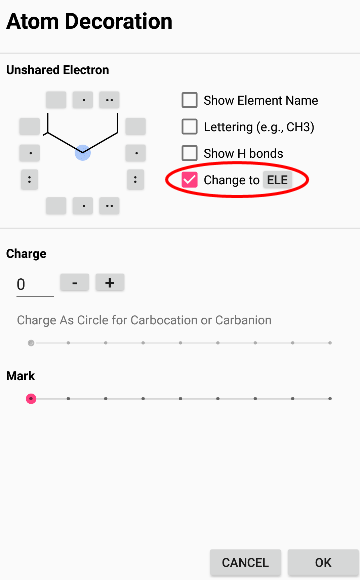 Atom Decoration
Unshared Electron
Show Element Name
Lettering (e.g., CH3)
Show H bonds
Change to ELE
Charge
0 - +
Charge As Circle for Carbocation or Carbanion
Mark
CANCEL OK